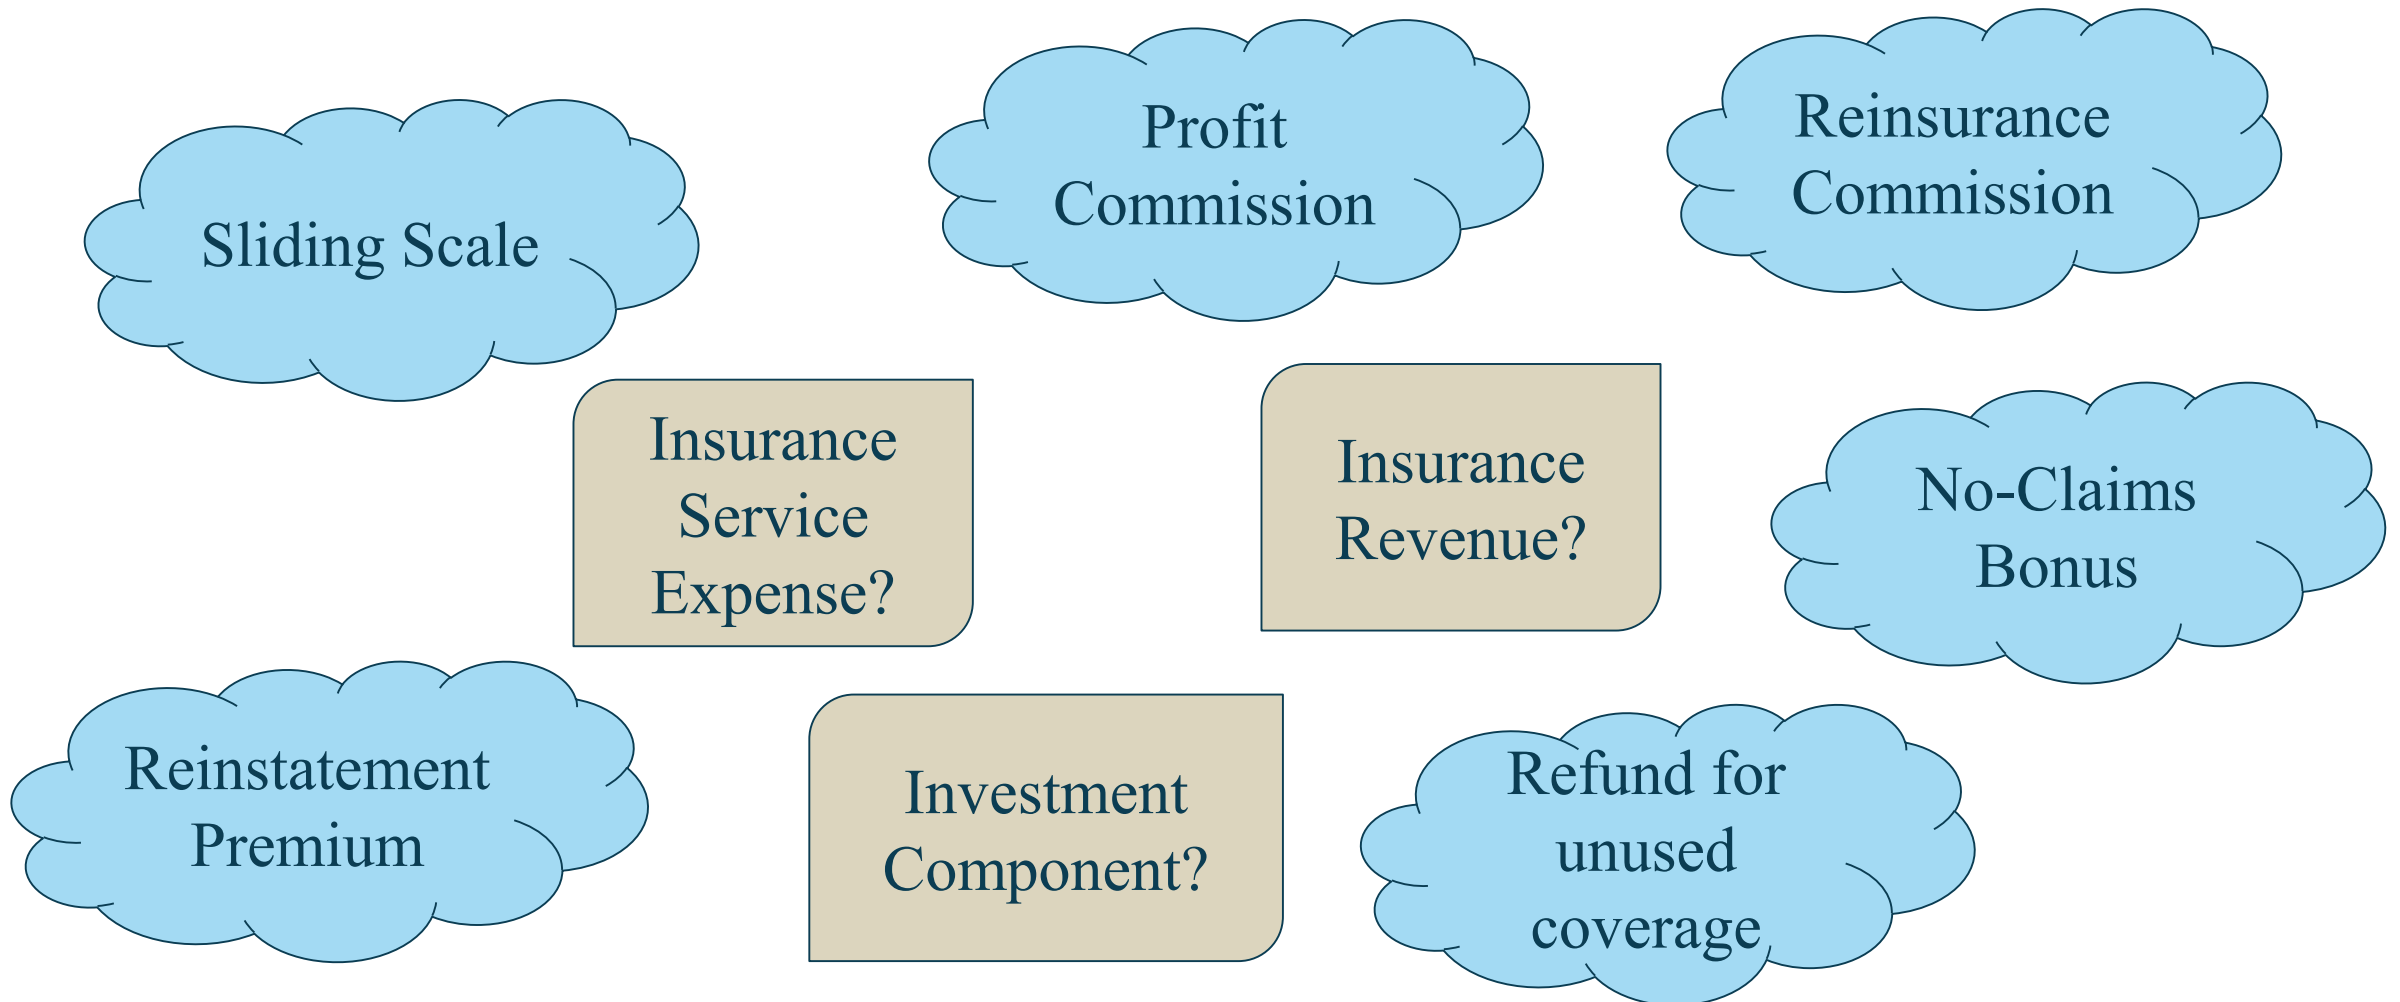 Sliding Scale
Profit
Commission
Reinsurance
Commission
Insurance
Service
Expense?
Insurance
Revenue?
No-Claims
Bonus
Reinstatement
Premium
Investment
Component?
Refund for
unused
coverage